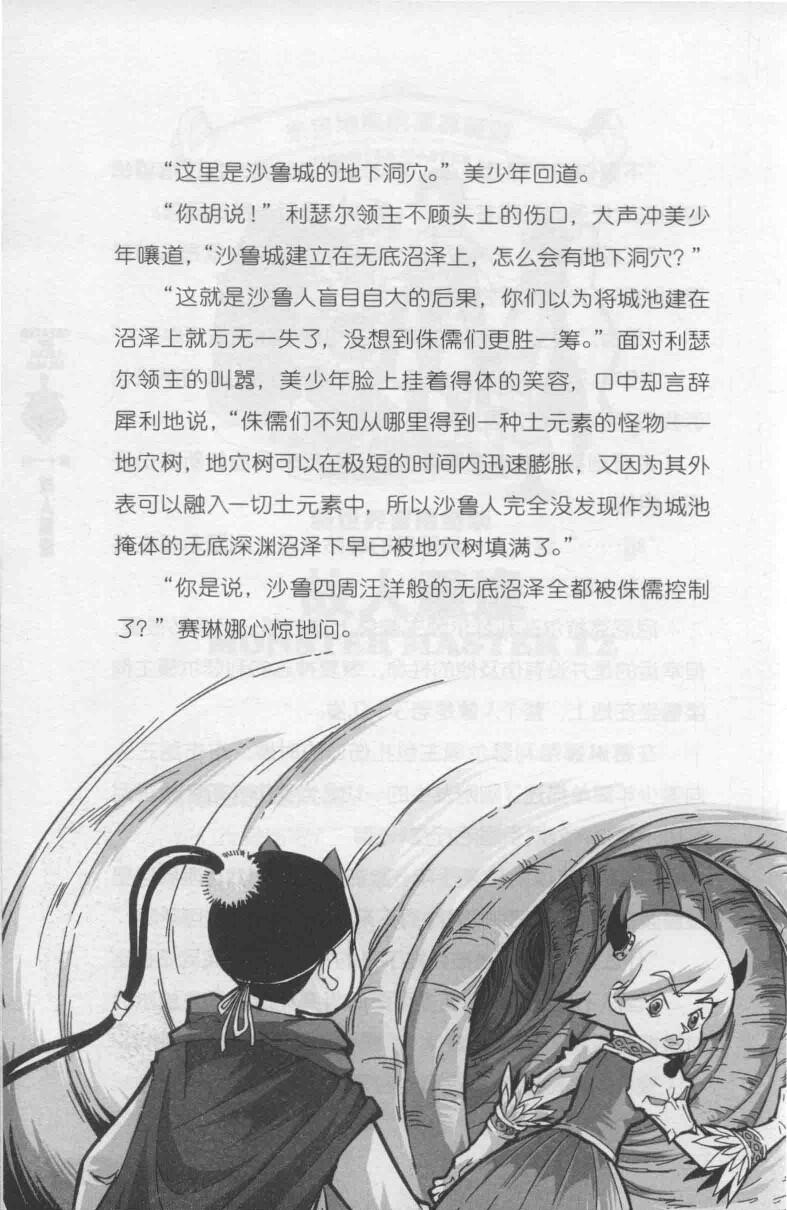 “这里是沙鲁城的地下洞穴。”美少年回道。
“你胡说！”利瑟尔领主不顾头上的伤口，大声冲美少
年嚷道，“沙鲁城建立在无底沼泽上，怎么会有地下洞穴？”
“这就是沙鲁人盲目自大的后果，你们以为将城池建在
沼泽上就万无一失了，没想到侏儒们更胜一筹。”面对利瑟
尔领主的叫嚣，美少年脸上挂着得体的笑容，口中却言辞
犀利地说，“侏儒们不知从哪里得到一种土元素的怪物——
地穴树，地穴树可以在极短的时间内迅速膨胀，又因为其外
表可以融入一切土元素中，所以沙鲁人完全没发现作为城池
掩体的无底深渊沼泽下早已被地穴树填满了。”
“你是说，沙鲁四周汪洋般的无底沼泽全都被侏儒控制
了？”赛琳娜心惊地问。